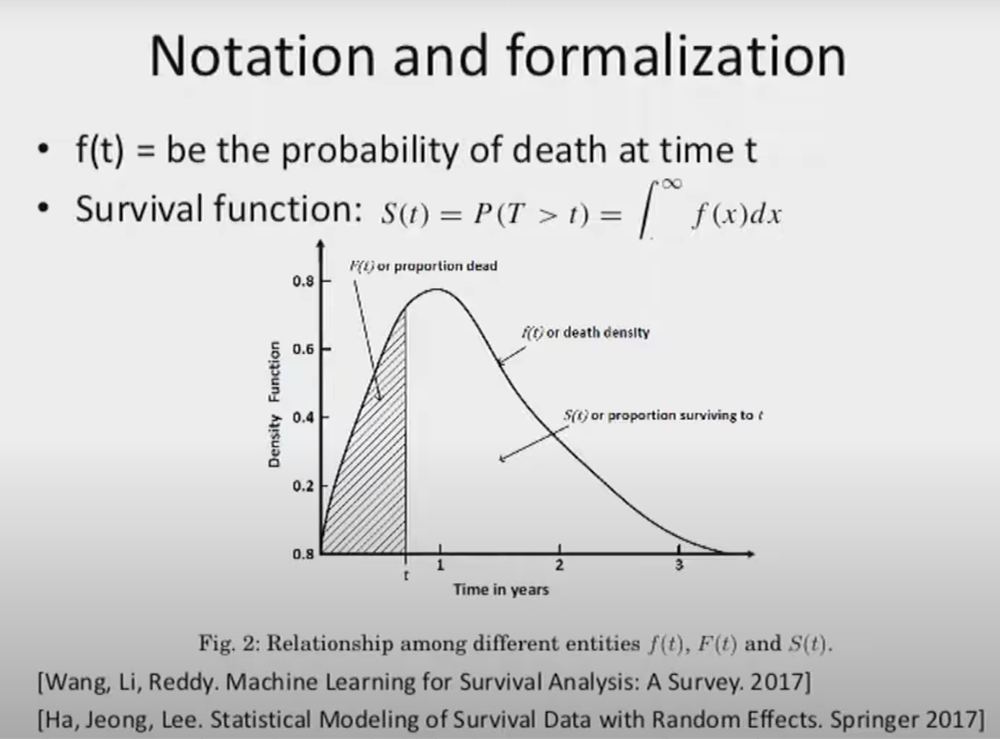 Notation and formalization
• f(t) = be the probability of death at time t
• Survival function: S(t) = P(T > t) = ∫^∞ f(x)dx
F(t) or proportion dead
0.8
f(t) or death density
0.6
Density Function
0.4
S(t) or proportion surviving to t
0.2
0.8
1
2
3
t
Time in years
Fig. 2: Relationship among different entities f(t), F(t) and S(t).
[Wang, Li, Reddy. Machine Learning for Survival Analysis: A Survey. 2017]
[Ha, Jeong, Lee. Statistical Modeling of Survival Data with Random Effects. Springer 2017]